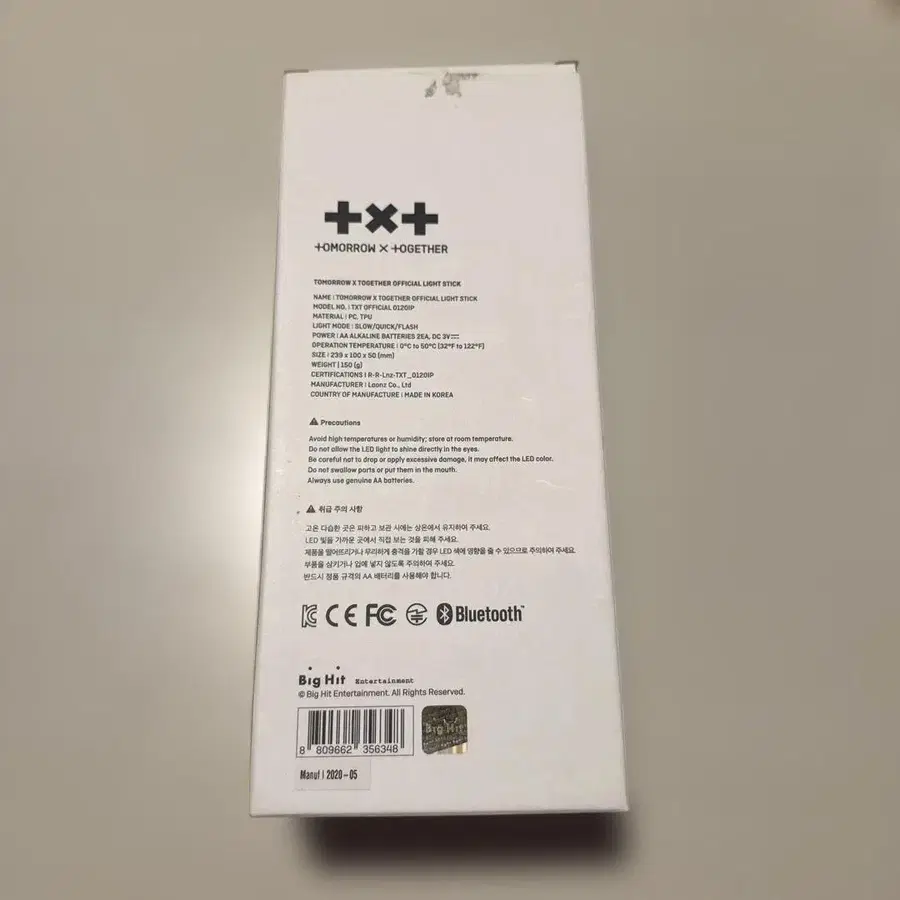 +×+
+OMORROW × +OGETHER
TOMORROW X TOGETHER OFFICIAL LIGHT STICK
NAME | TOMORROW X TOGETHER OFFICIAL LIGHT STICK
MODEL NO. | TXT OFFICIAL 0120IP
MATERIAL | PC, TPU
LIGHT MODE | SLOW/QUICK/FLASH
POWER | AA ALKALINE BATTERIES 2EA, DC 3V⎓
OPERATION TEMPERATURE | 0°C to 50°C (32°F to 122°F)
SIZE | 239 x 100 x 50 (mm)
WEIGHT | 150 (g)
CERTIFICATIONS | R-R-Lnz-TXT_0120IP
MANUFACTURER | Laonz Co., Ltd
COUNTRY OF MANUFACTURE | MADE IN KOREA
Precautions
Avoid high temperatures or humidity; store at room temperature.
Do not allow the LED light to shine directly in the eyes.
Be careful not to drop or apply excessive damage, it may affect the LED color.
Do not swallow parts or put them in the mouth.
Always use genuine AA batteries.
취급 주의 사항
고온 다습한 곳은 피하고 보관 시에는 상온에서 유지하여 주세요.
LED 빛을 가까운 곳에서 직접 보는 것을 피해 주세요.
제품을 떨어뜨리거나 무리하게 충격을 가할 경우 LED 색에 영향을 줄 수 있으므로 주의하여 주세요.
부품을 삼키거나 입에 넣지 않도록 주의하여 주세요.
반드시 정품 규격의 AA 배터리를 사용해야 합니다.
CE FC Bluetooth™
Big Hit Entertainment
© Big Hit Entertainment. All Rights Reserved.
Big Hit
8 809662 356348
Manuf | 2020-05